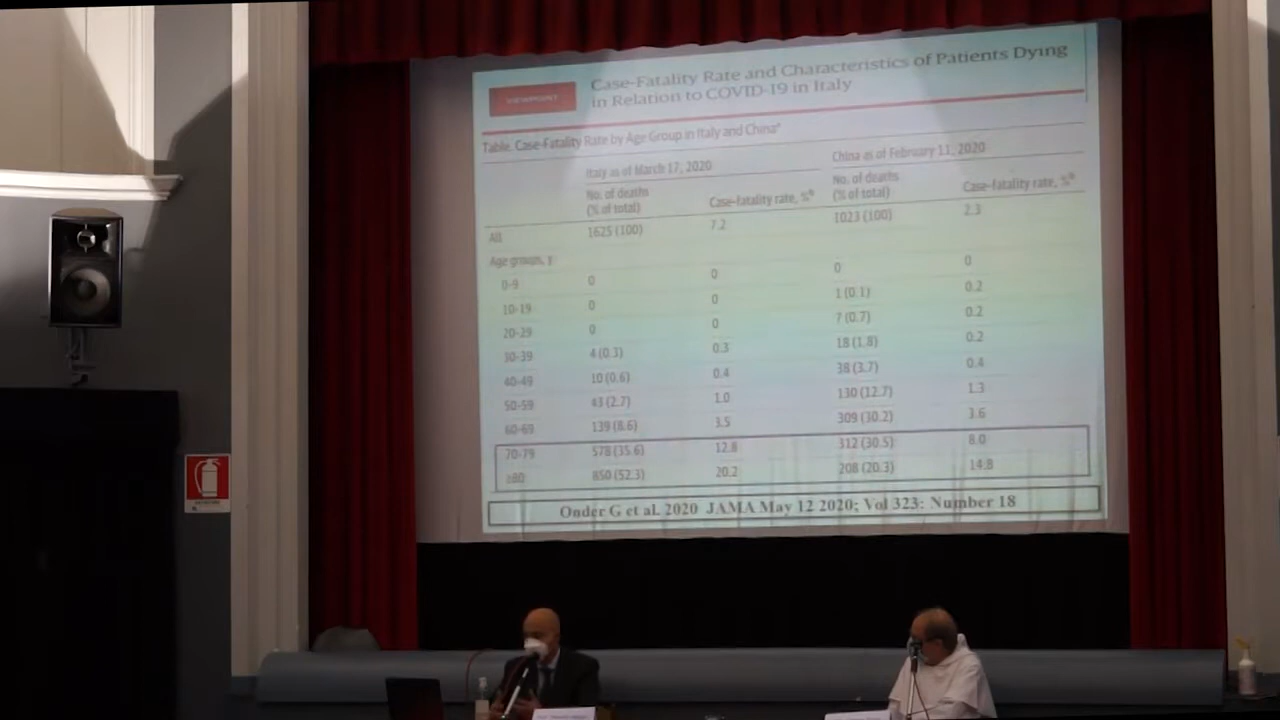 VIEWPOINT
Case-Fatality Rate and Characteristics of Patients Dying
in Relation to COVID-19 in Italy
Table. Case-Fatality Rate by Age Group in Italy and China
Italy as of March 17, 2020 China as of February 11, 2020
No. of deaths (% of total) Case-fatality rate, %b No. of deaths (% of total) Case-fatality rate, %b
All 1625 (100) 7.2 1023 (100) 2.3
Age groups, y
0-9 0 0 0 0
10-19 0 0 1 (0.1) 0.2
20-29 0 0 7 (0.7) 0.2
30-39 4 (0.3) 0.3 18 (1.8) 0.2
40-49 10 (0.6) 0.4 38 (3.7) 0.4
50-59 43 (2.7) 1.0 130 (12.7) 1.3
60-69 139 (8.6) 3.5 309 (30.2) 3.6
70-79 578 (35.6) 12.8 312 (30.5) 8.0
≥80 850 (52.3) 20.2 208 (20.3) 14.8
Onder G et al. 2020 JAMA May 12 2020; Vol 323: Number 18